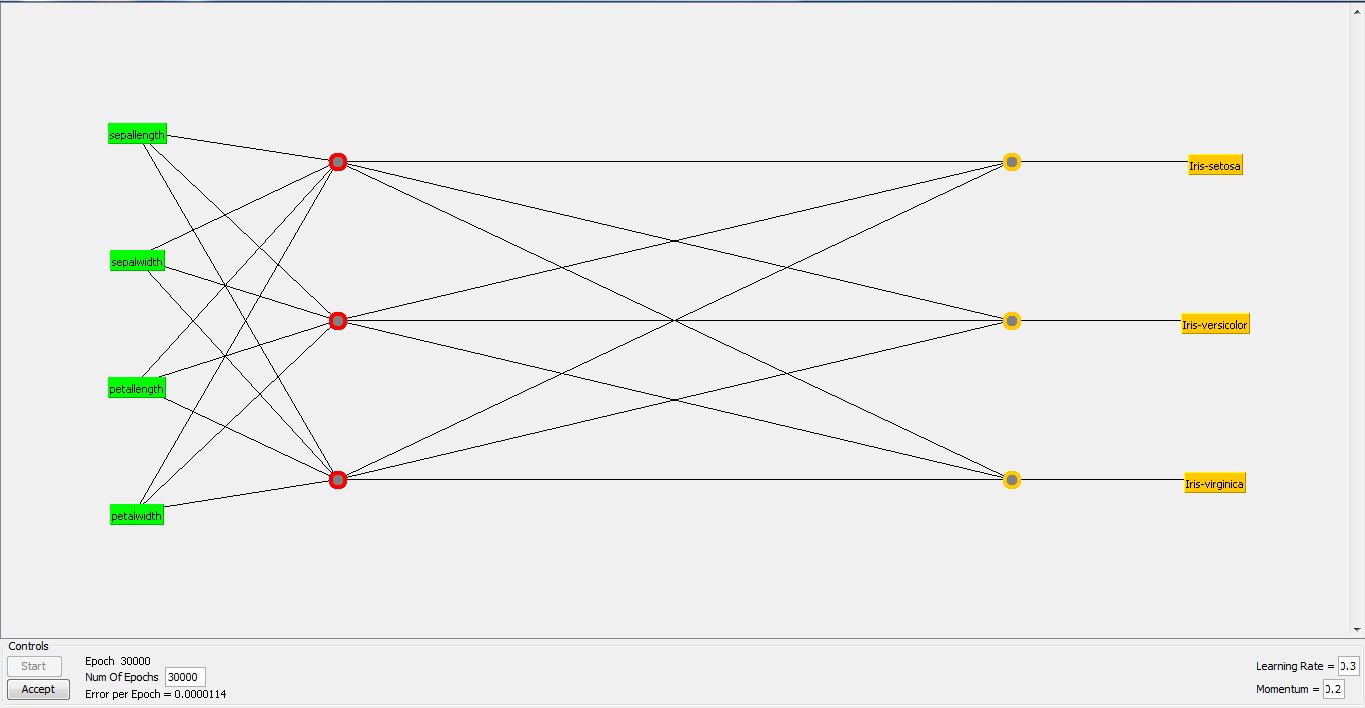 sepallength
Iris-setosa
sepalwidth
Iris-versicolor
petallength
Iris-virginica
petalwidth
Controls
Start
Accept
Epoch 30000
Num Of Epochs 30000
Error per Epoch = 0.0000114
Learning Rate = 0.3
Momentum = 0.2